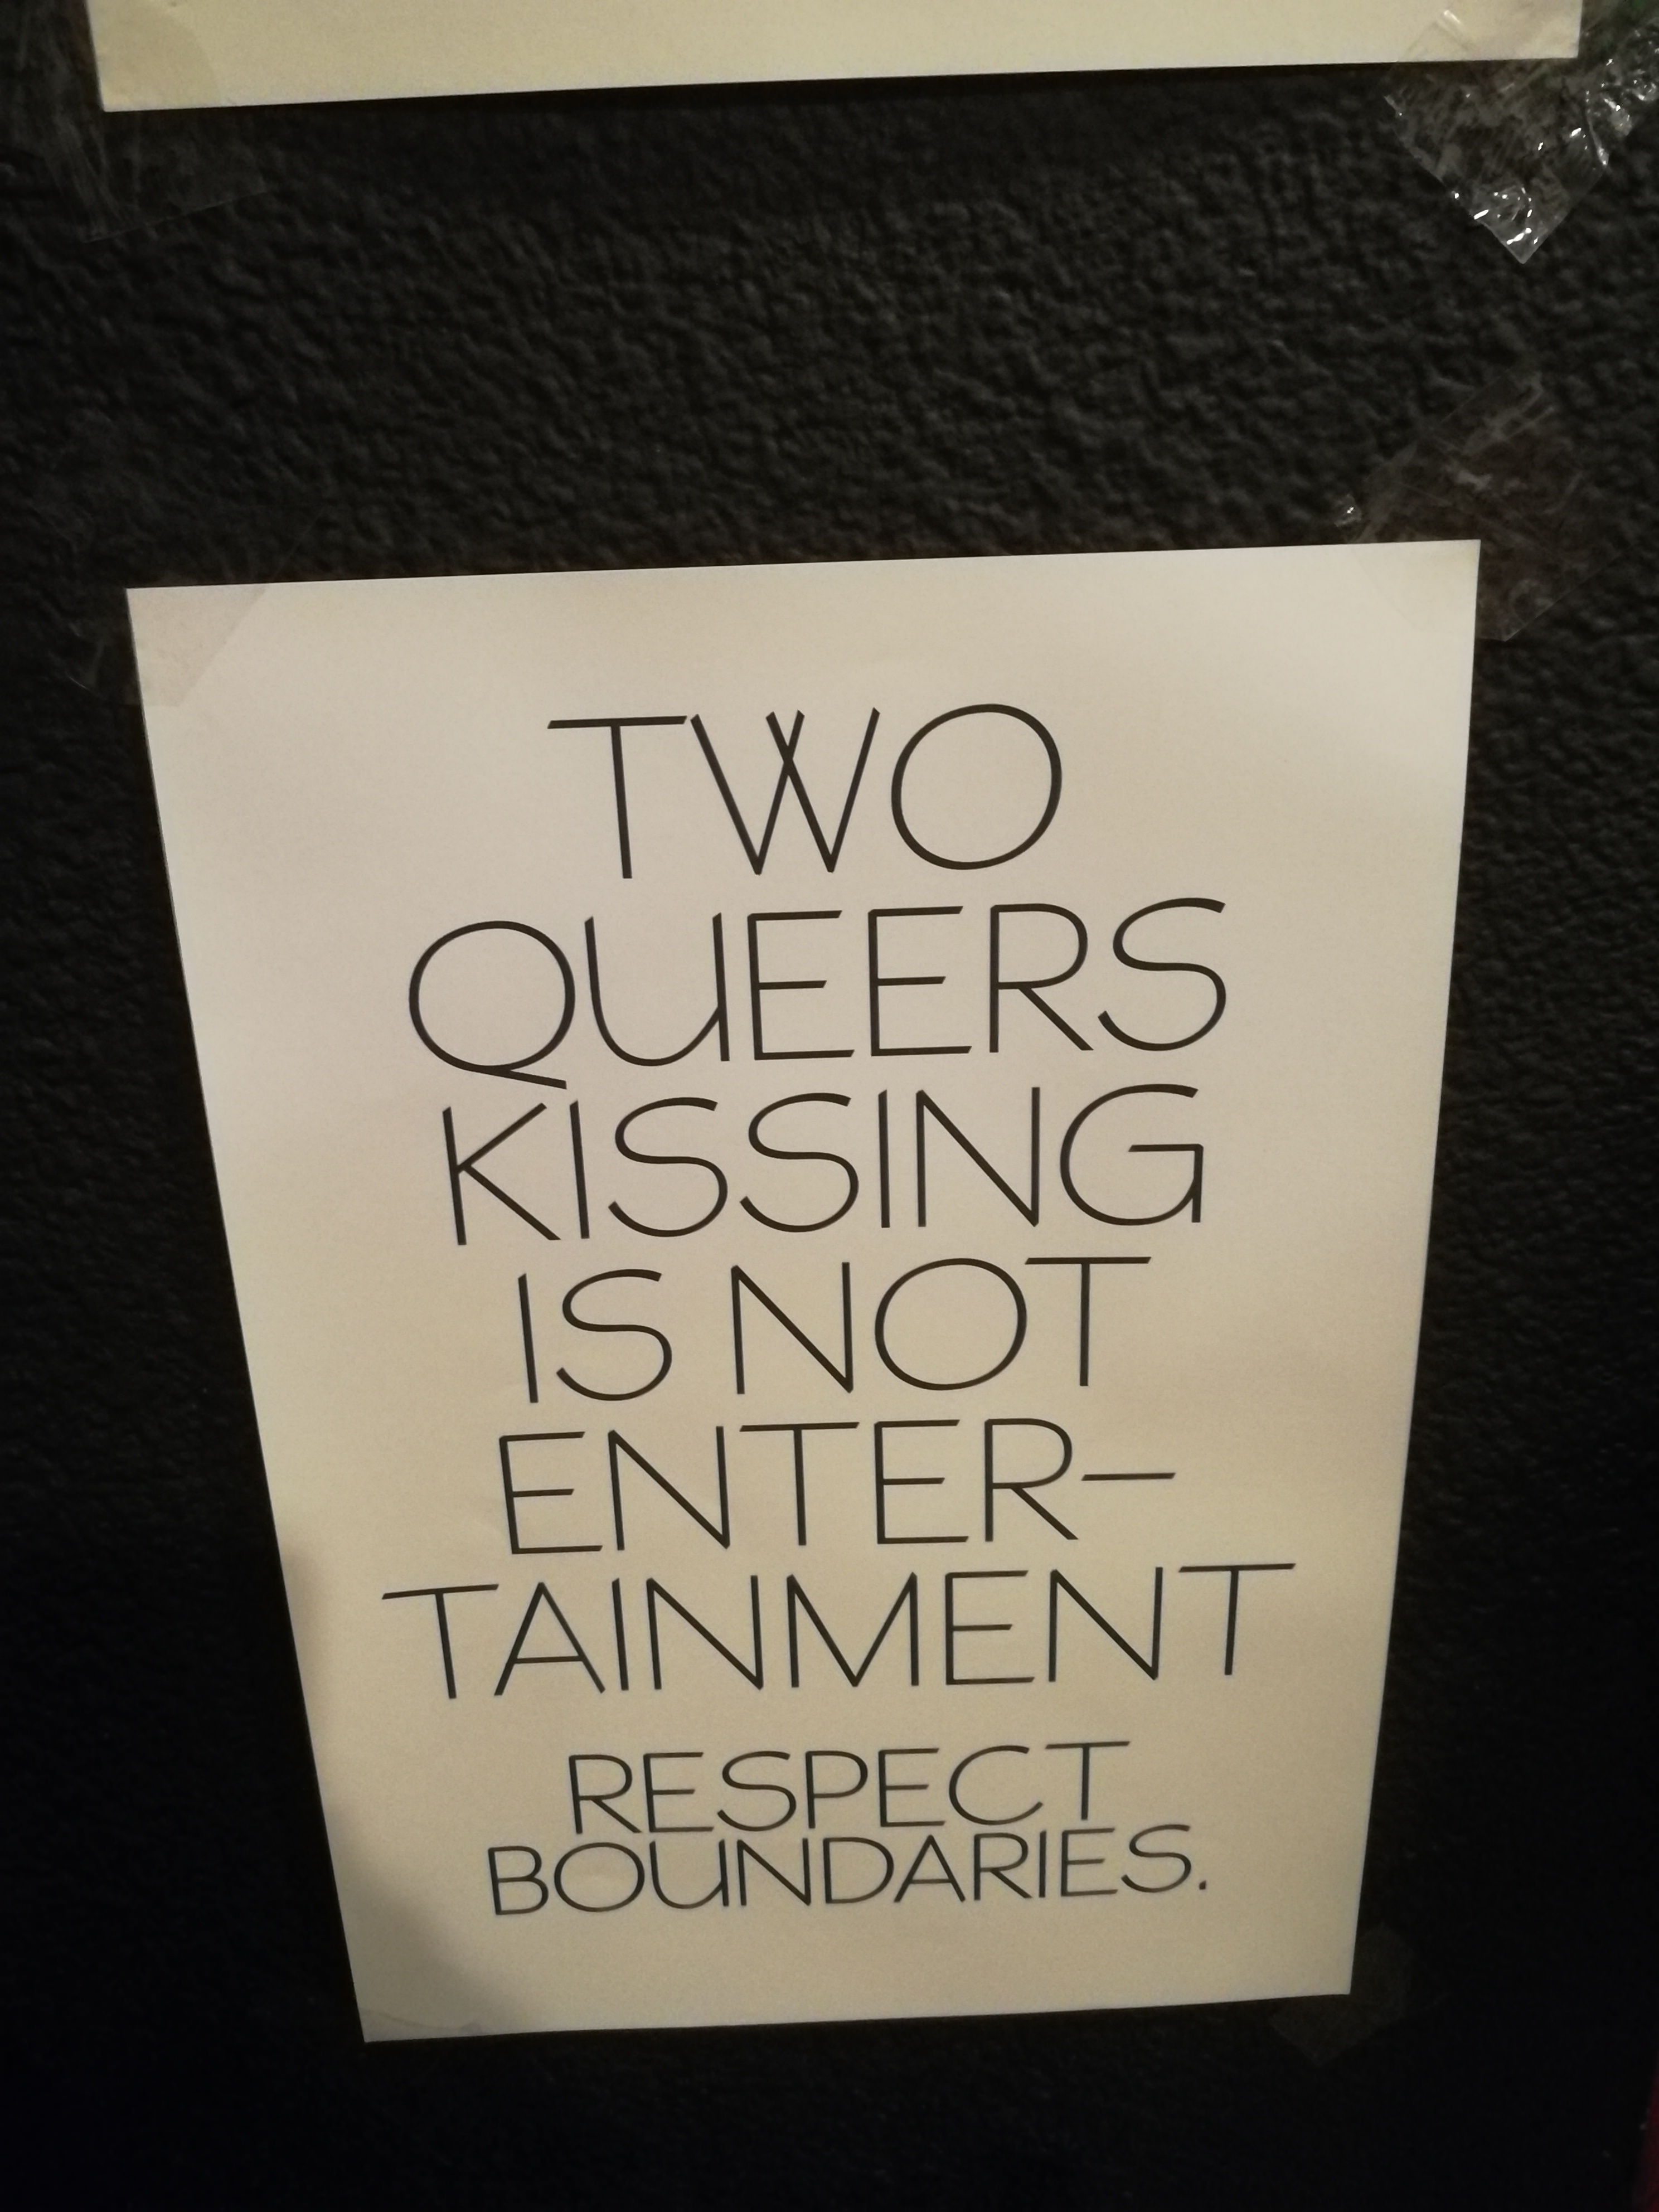 TWO
QUEERS
KISSING
IS NOT
ENTER-
TAINMENT
RESPECT
BOUNDARIES.